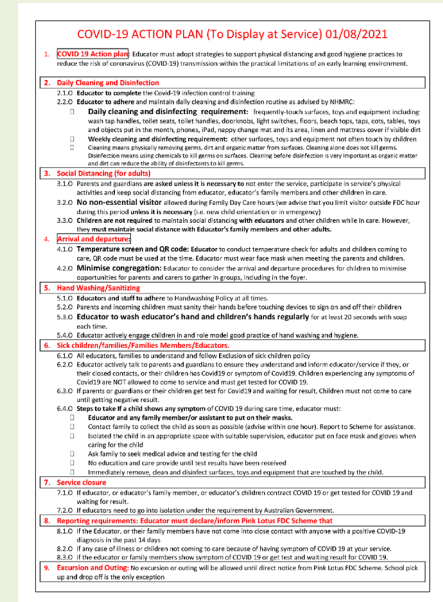 COVID-19 ACTION PLAN (To Display at Service) 01/08/2021
1. COVID 19 Action plan: Educator must adopt strategies to support physical distancing and good hygiene practices to
reduce the risk of coronavirus (COVID-19) transmission within the practical limitations of an early learning environment.
2. Daily Cleaning and Disinfection
2.1.0 Educator to complete the Covid-19 infection control training
2.2.0 Educator to adhere and maintain daily cleaning and disinfection routine as advised by NHMRC:
Daily cleaning and disinfecting requirement: frequently-touch surfaces, toys and equipment including:
wash tap handles, toilet seats, toilet handles, doorknobs, light switches, floors, beach tops, taps, cots, tables, toys
and objects put in the month, phones, iPad, nappy change mat and its area, linen and mattress cover if visible dirt
Weekly cleaning and disinfecting requirement: other surfaces, toys and equipment not often touch by children
Cleaning means physically removing germs, dirt and organic matter from surfaces. Cleaning alone does not kill germs.
Disinfection means using chemicals to kill germs on surfaces. Cleaning before disinfection is very important as organic matter
and dirt can reduce the ability of disinfectants to kill germs.
3. Social Distancing (for adults)
3.1.0 Parents and guardians are asked unless it is necessary to not enter the service, participate in service's physical
activities and keep social distancing from educator, educator's family members and other children in care.
3.2.0 No non-essential visitor allowed during Family Day Care hours (we advise that you limit visitor outside FDC hour
during this period unless it is necessary (i.e. new child orientation or in emergency)
3.3.0 Children are not required to maintain social distancing with educators and other children while in care. However,
they must maintain social distance with Educator's family members and other adults.
4. Arrival and departure:
4.1.0 Temperature screen and QR code: Educator to conduct temperature check for adults and children coming to
care, QR code must be used at the time. Educator must wear face mask when meeting the parents and children.
4.2.0 Minimise congregation: Educator to consider the arrival and departure procedures for children to minimise
opportunities for parents and carers to gather in groups, including in the foyer.
5. Hand Washing/Sanitizing
5.1.0 Educators and staff to adhere to Handwashing Policy at all times.
5.2.0 Parents and incoming children must sanity their hands before touching devices to sign on and off their children
5.3.0 Educator to wash educator's hand and children's hands regularly for at least 20 seconds with soap
each time.
5.4.0 Educator actively engage children in and role model good practice of hand washing and hygiene.
6. Sick children/families/Families Members/Educators.
6.1.0 All educators, families to understand and follow Exclusion of sick children policy
6.2.0 Educator actively talk to parents and guardians to ensure they understand and inform educator/service if they, or
their closed contacts, or their children has Covid19 or symptom of Covid19. Children experiencing any symptoms of
Covid19 are NOT allowed to come to service and must get tested for COVID 19.
6.3.0 If parents or guardians or their children get test for Covid19 and waiting for result, Children must not come to care
until getting negative result.
6.4.0 Steps to take If a child shows any symptom of COVID 19 during care time, educator must:
Educator and any family member/or assistant to put on their masks.
Contact family to collect the child as soon as possible (advise within one hour). Report to Scheme for assistance.
Isolated the child in an appropriate space with suitable supervision, educator put on face mask and gloves when
caring for the child
Ask family to seek medical advice and testing for the child
No education and care provide until test results have been received
Immediately remove, clean and disinfect surfaces, toys and equipment that are touched by the child.
7. Service closure
7.1.0 If educator, or educator's family member, or educator's children contract COVID 19 or get tested for COVID 19 and
waiting for result.
7.2.0 If educators need to go into isolation under the requirement by Australian Government.
8. Reporting requirements: Educator must declare/inform Pink Lotus FDC Scheme that
8.1.0 If the Educator, or their family members have not come into close contact with anyone with a positive COVID-19
diagnosis in the past 14 days
8.2.0 if any case of illness or children not coming to care because of having symptom of COVID 19 at your service.
8.3.0 if the educator or family members show symptom of COVID 19 or get test and waiting result for COVID 19.
9. Excursion and Outing: No excursion or outing will be allowed until direct notice from Pink Lotus FDC Scheme. School pick
up and drop off is the only exception